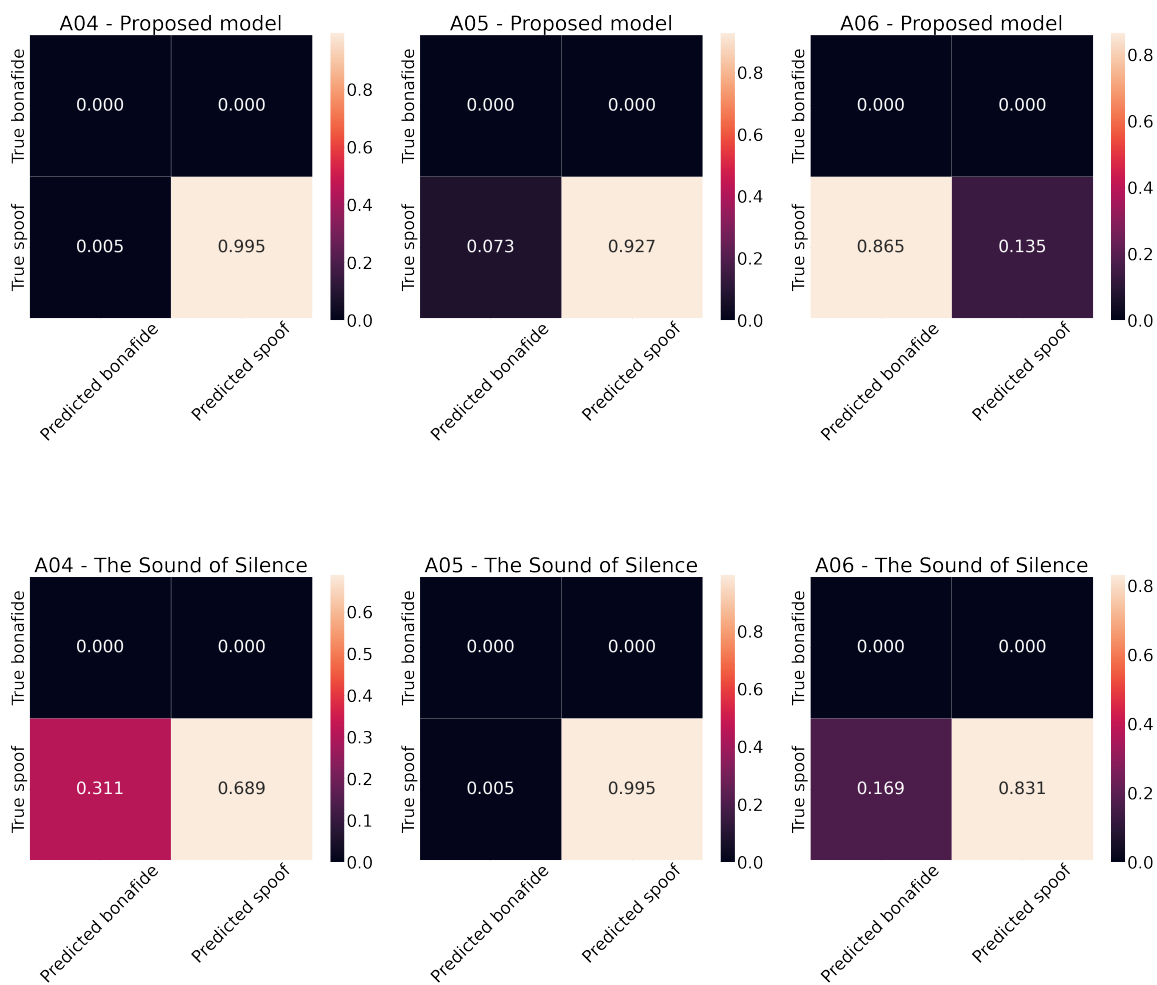 A04 - Proposed model
True bonafide
True spoof
0.000 0.000
0.005 0.995
0.8
0.6
0.4
0.2
0.0
Predicted bonafide
Predicted spoof
A05 - Proposed model
True bonafide
True spoof
0.000 0.000
0.073 0.927
0.8
0.6
0.4
0.2
0.0
Predicted bonafide
Predicted spoof
A06 - Proposed model
True bonafide
True spoof
0.000 0.000
0.865 0.135
0.8
0.6
0.4
0.2
0.0
Predicted bonafide
Predicted spoof
A04 - The Sound of Silence
True bonafide
True spoof
0.000 0.000
0.311 0.689
0.6
0.5
0.4
0.3
0.2
0.1
0.0
Predicted bonafide
Predicted spoof
A05 - The Sound of Silence
True bonafide
True spoof
0.000 0.000
0.005 0.995
0.8
0.6
0.4
0.2
0.0
Predicted bonafide
Predicted spoof
A06 - The Sound of Silence
True bonafide
True spoof
0.000 0.000
0.169 0.831
0.8
0.6
0.4
0.2
0.0
Predicted bonafide
Predicted spoof